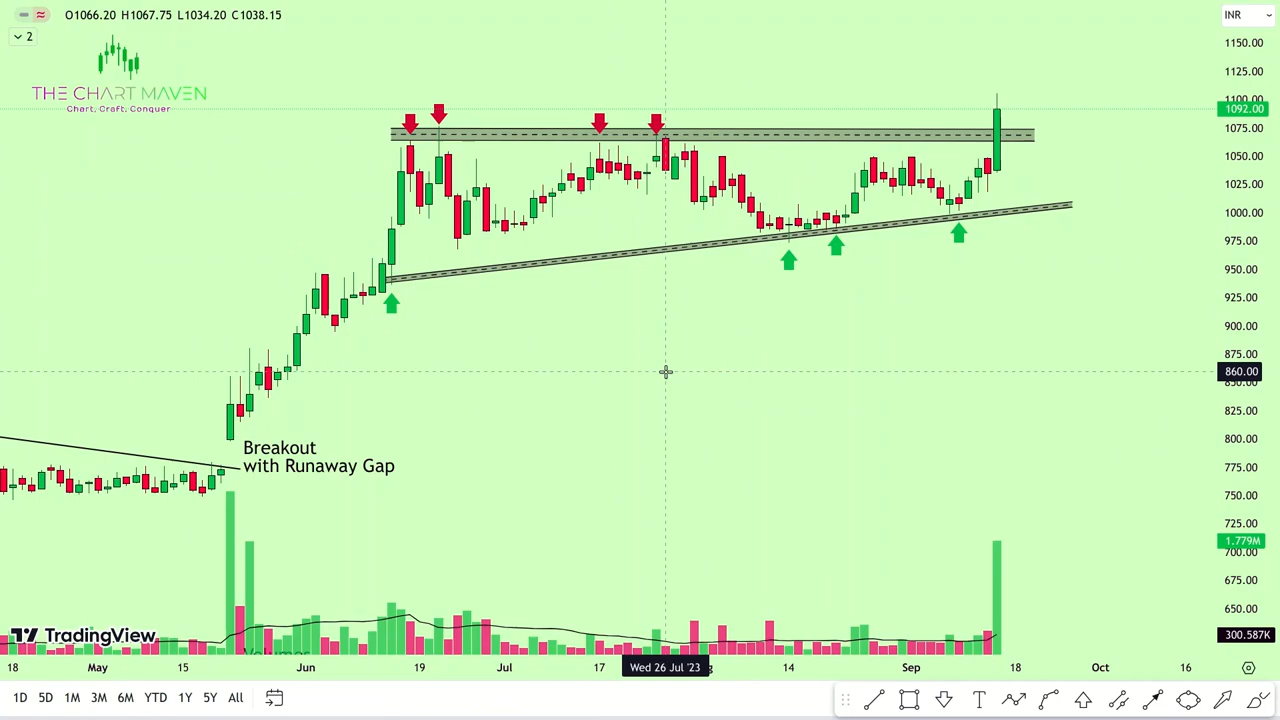 O1066.20 H1067.75 L1034.20 C1038.15
INR
2
THE CHART MAVEN
Chart, Craft, Conquer
1150.00
1125.00
1100.00
1092.00
1075.00
1050.00
1025.00
1000.00
975.00
950.00
925.00
900.00
875.00
860.00
850.00
825.00
800.00
775.00
750.00
725.00
1.779M
700.00
675.00
650.00
300.587K
Breakout
with Runaway Gap
Volumes
TradingView
18 May 15 Jun 19 Jul 17 Wed 26 Jul '23 14 Sep 18 Oct 16
1D 5D 1M 3M 6M YTD 1Y 5Y All